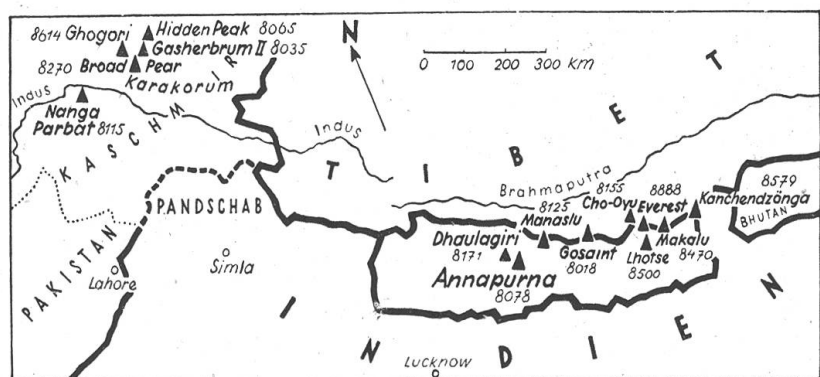 8614 Ghogori
Hidden Peak 8065
Gasherbrum II 8035
8270 Broad Pear
Karakorum
N
0 100 200 300 km
Indus
Nanga
Parbat 8115
KASCHMIR
Indus
TIBET
Brahmaputra
PANDSCHAB
PAKISTAN
Lahore
Simla
Dhaulagiri
8171
Annapurna
8078
8125
Manaslu
Gosaint
8018
8155
Cho-Oyu
8888
Everest
Lhotse
8500
Makalu
8470
8579
Kanchendzönga
BHUTAN
INDIEN
Lucknow